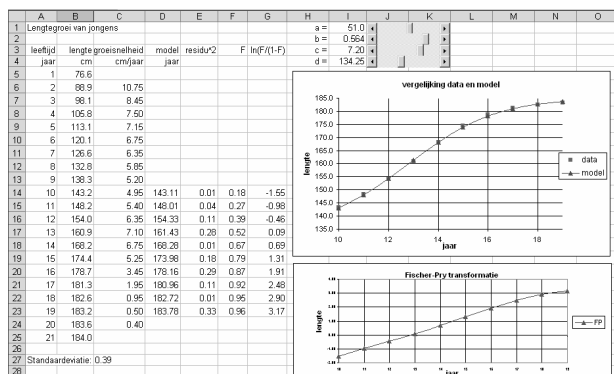 A B C D E F G H I J K L M N O
1 Lengtegroei van jongens a = 51.0
2 b = 0.564
3 leeftijd lengte groeisnelheid model residu^2 F ln(F/(1-F) c = 7.20
4 jaar cm cm/jaar jaar d = 134.25
5 1 76.6
6 2 88.9 10.75
7 3 98.1 8.45
8 4 105.8 7.50
9 5 113.1 7.15
10 6 120.1 6.75
11 7 126.6 6.35
12 8 132.8 5.85
13 9 138.3 5.20
14 10 143.2 4.95 143.11 0.01 0.18 -1.55
15 11 148.2 5.40 148.01 0.04 0.27 -0.98
16 12 154.0 6.35 154.33 0.11 0.39 -0.46
17 13 160.9 7.10 161.43 0.28 0.52 0.09
18 14 168.2 6.75 168.28 0.01 0.67 0.69
19 15 174.4 5.25 173.98 0.18 0.79 1.31
20 16 178.7 3.45 178.16 0.29 0.87 1.91
21 17 181.3 1.95 180.96 0.11 0.92 2.48
22 18 182.6 0.95 182.72 0.01 0.95 2.90
23 19 183.2 0.50 183.78 0.33 0.96 3.17
24 20 183.6 0.40
25 21 184.0
26
27 Standaardeviatie: 0.39
28
vergelijking data en model
185.0
180.0
175.0
170.0
165.0
160.0
155.0
150.0
145.0
140.0
135.0
130.0
10 12 14 16 18
lengte
jaar
data
model
Fischer-Pry transformatie
lengte
10 11 12 13 14 15 16 17 18 19
jaar
FP